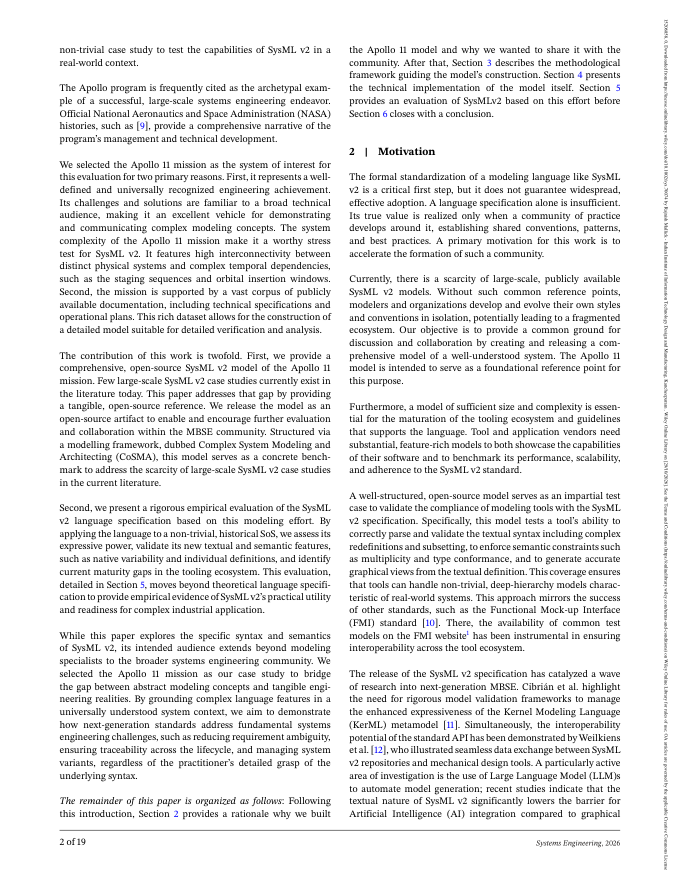 non-trivial case study to test the capabilities of SysML v2 in a
real-world context.
The Apollo program is frequently cited as the archetypal exam-
ple of a successful, large-scale systems engineering endeavor.
Official National Aeronautics and Space Administration (NASA)
histories, such as [9], provide a comprehensive narrative of the
program's management and technical development.
We selected the Apollo 11 mission as the system of interest for
this evaluation for two primary reasons. First, it represents a well-
defined and universally recognized engineering achievement.
Its challenges and solutions are familiar to a broad technical
audience, making it an excellent vehicle for demonstrating
and communicating complex modeling concepts. The system
complexity of the Apollo 11 mission make it a worthy stress
test for SysML v2. It features high interconnectivity between
distinct physical systems and complex temporal dependencies,
such as the staging sequences and orbital insertion windows.
Second, the mission is supported by a vast corpus of publicly
available documentation, including technical specifications and
operational plans. This rich dataset allows for the construction of
a detailed model suitable for detailed verification and analysis.
The contribution of this work is twofold. First, we provide a
comprehensive, open-source SysML v2 model of the Apollo 11
mission. Few large-scale SysML v2 case studies currently exist in
the literature today. This paper addresses that gap by providing
a tangible, open-source reference. We release the model as an
open-source artifact to enable and encourage further evaluation
and collaboration within the MBSE community. Structured via
a modelling framework, dubbed Complex System Modeling and
Architecting (CoSMA), this model serves as a concrete bench-
mark to address the scarcity of large-scale SysML v2 case studies
in the current literature.
Second, we present a rigorous empirical evaluation of the SysML
v2 language specification based on this modeling effort. By
applying the language to a non-trivial, historical SoS, we assess its
expressive power, validate its new textual and semantic features,
such as native variability and individual definitions, and identify
current maturity gaps in the tooling ecosystem. This evaluation,
detailed in Section 5, moves beyond theoretical language specifi-
cation to provide empirical evidence of SysML v2's practical utility
and readiness for complex industrial application.
While this paper explores the specific syntax and semantics
of SysML v2, its intended audience extends beyond modeling
specialists to the broader systems engineering community. We
selected the Apollo 11 mission as our case study to bridge
the gap between abstract modeling concepts and tangible engi-
neering realities. By grounding complex language features in a
universally understood system context, we aim to demonstrate
how next-generation standards address fundamental systems
engineering challenges, such as reducing requirement ambiguity,
ensuring traceability across the lifecycle, and managing system
variants, regardless of the practitioner's detailed grasp of the
underlying syntax.
The remainder of this paper is organized as follows: Following
this introduction, Section 2 provides a rationale why we built
the Apollo 11 model and why we wanted to share it with the
community. After that, Section 3 describes the methodological
framework guiding the model's construction. Section 4 presents
the technical implementation of the model itself. Section 5
provides an evaluation of SysMLv2 based on this effort before
Section 6 closes with a conclusion.
2 | Motivation
The formal standardization of a modeling language like SysML
v2 is a critical first step, but it does not guarantee widespread,
effective adoption. A language specification alone is insufficient.
Its true value is realized only when a community of practice
develops around it, establishing shared conventions, patterns,
and best practices. A primary motivation for this work is to
accelerate the formation of such a community.
Currently, there is a scarcity of large-scale, publicly available
SysML v2 models. Without such common reference points,
modelers and organizations develop and evolve their own styles
and conventions in isolation, potentially leading to a fragmented
ecosystem. Our objective is to provide a common ground for
discussion and collaboration by creating and releasing a com-
prehensive model of a well-understood system. The Apollo 11
model is intended to serve as a foundational reference point for
this purpose.
Furthermore, a model of sufficient size and complexity is essen-
tial for the maturation of the tooling ecosystem and guidelines
that supports the language. Tool and application vendors need
substantial, feature-rich models to both showcase the capabilities
of their software and to benchmark its performance, scalability,
and adherence to the SysML v2 standard.
A well-structured, open-source model serves as an impartial test
case to validate the compliance of modeling tools with the SysML
v2 specification. Specifically, this model tests a tool's ability to
correctly parse and validate the textual syntax including complex
redefinitions and subsetting, to enforce semantic constraints such
as multiplicity and type conformance, and to generate accurate
graphical views from the textual definition. This coverage ensures
that tools can handle non-trivial, deep-hierarchy models charac-
teristic of real-world systems. This approach mirrors the success
of other standards, such as the Functional Mock-up Interface
(FMI) standard [10]. There, the availability of common test
models on the FMI website1 has been instrumental in ensuring
interoperability across the tool ecosystem.
The release of the SysML v2 specification has catalyzed a wave
of research into next-generation MBSE. Cibrián et al. highlight
the need for rigorous model validation frameworks to manage
the enhanced expressiveness of the Kernel Modeling Language
(KerML) metamodel [11]. Simultaneously, the interoperability
potential of the standard API has been demonstrated by Weilkiens
et al. [12], who illustrated seamless data exchange between SysML
v2 repositories and mechanical design tools. A particularly active
area of investigation is the use of Large Language Model (LLM)s
to automate model generation; recent studies indicate that the
textual nature of SysML v2 significantly lowers the barrier for
Artificial Intelligence (AI) integration compared to graphical
2 of 19
Systems Engineering, 2026